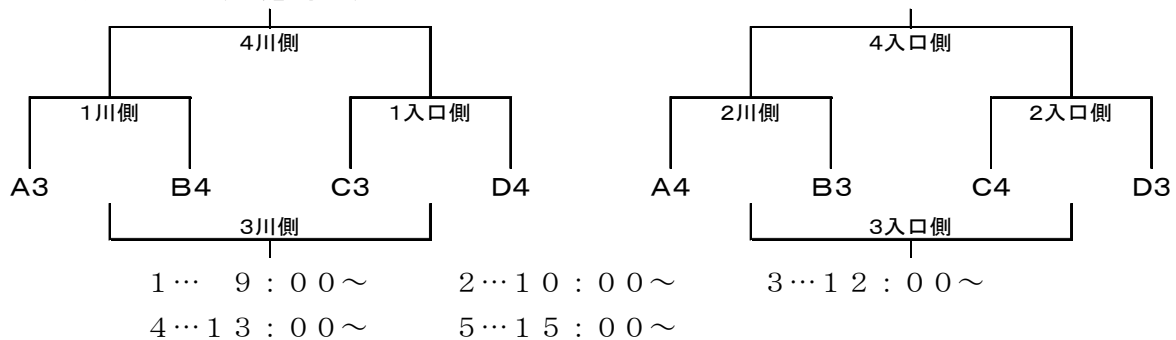 4川側 4入口側
1川側 1入口側 2川側 2入口側
A3 B4 C3 D4 A4 B3 C4 D3
3川側 3入口側
1… 9：00～ 2…10：00～ 3…12：00～
4…13：00～ 5…15：00～